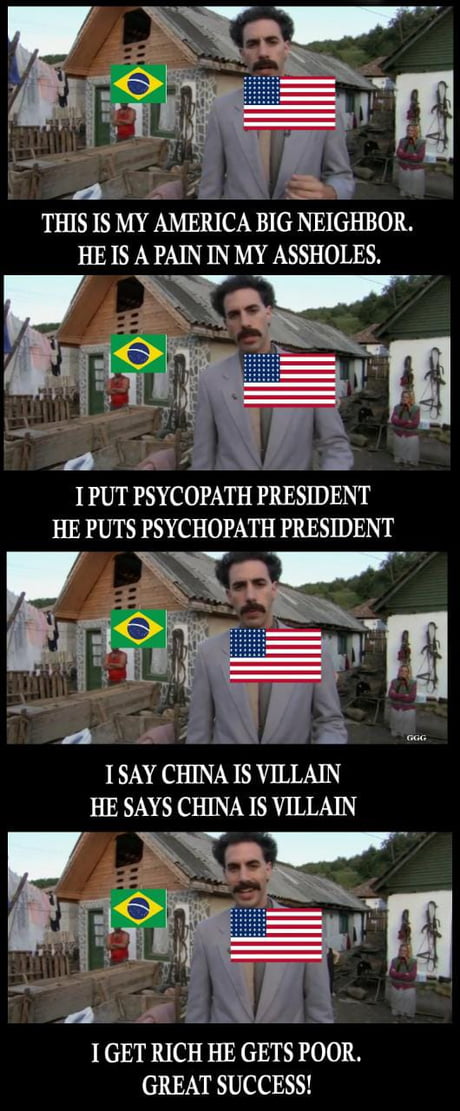 THIS IS MY AMERICA BIG NEIGHBOR.
HE IS A PAIN IN MY ASSHOLES.
I PUT PSYCOPATH PRESIDENT
HE PUTS PSYCHOPATH PRESIDENT
GGG
I SAY CHINA IS VILLAIN
HE SAYS CHINA IS VILLAIN
I GET RICH HE GETS POOR.
GREAT SUCCESS!